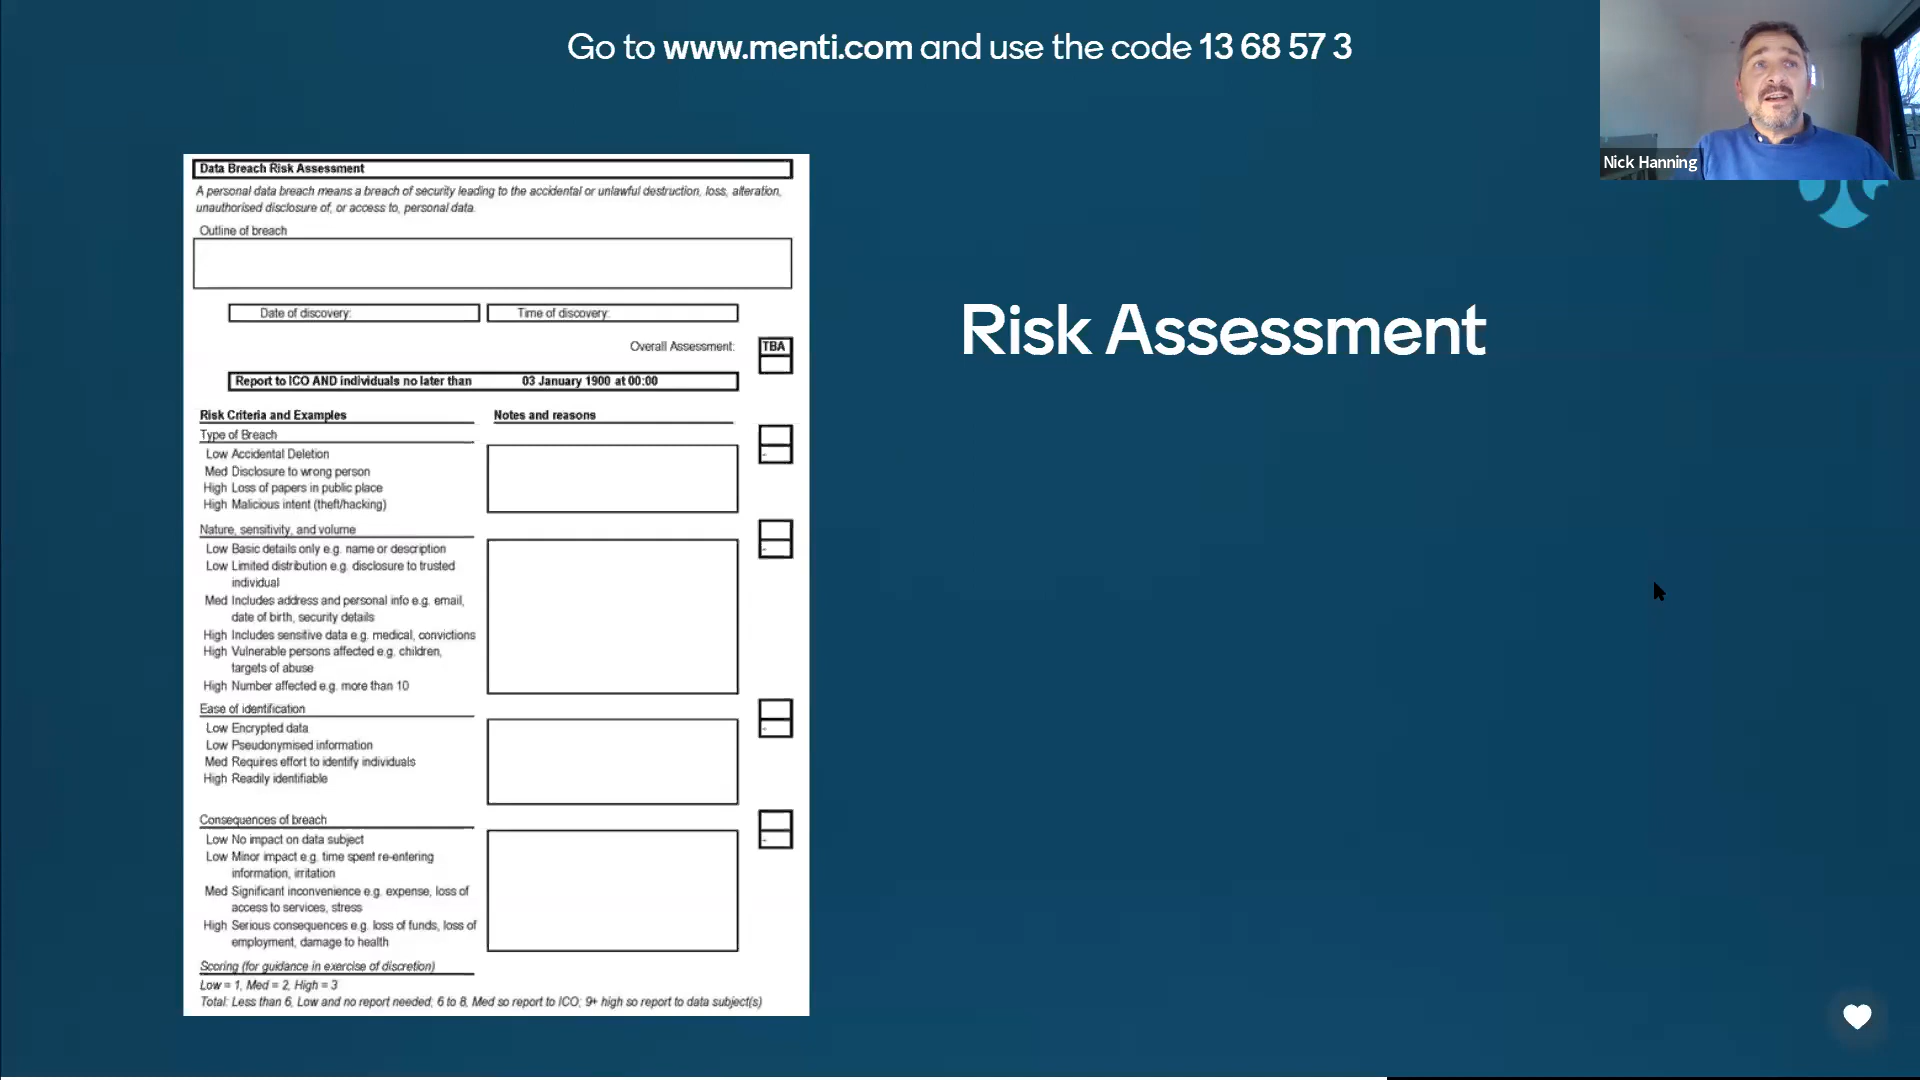 Go to www.menti.com and use the code 13 68 57 3
Nick Hanning
Data Breach Risk Assessment
A personal data breach means a breach of security leading to the accidental or unlawful destruction, loss, alteration,
unauthorised disclosure of, or access to, personal data.
Outline of breach
Date of discovery:
Time of discovery:
Overall Assessment:
TBA
Report to ICO AND individuals no later than 03 January 1900 at 00:00
Risk Assessment
Risk Criteria and Examples
Notes and reasons
Type of Breach
Low Accidental Deletion
Med Disclosure to wrong person
High Loss of papers in public place
High Malicious intent (theft/hacking)
-
Nature, sensitivity, and volume
Low Basic details only e.g. name or description
Low Limited distribution e.g. disclosure to trusted
individual
Med Includes address and personal info e.g. email,
date of birth, security details
High Includes sensitive data e.g. medical, convictions
High Vulnerable persons affected e.g. children,
targets of abuse
High Number affected e.g. more than 10
-
Ease of identification
Low Encrypted data
Low Pseudonymised information
Med Requires effort to identify individuals
High Readily identifiable
-
Consequences of breach
Low No impact on data subject
Low Minor impact e.g. time spent re-entering
information, irritation
Med Significant inconvenience e.g. expense, loss of
access to services, stress
High Serious consequences e.g. loss of funds, loss of
employment, damage to health
-
Scoring (for guidance in exercise of discretion)
Low = 1, Med = 2, High = 3
Total: Less than 6, Low and no report needed; 6 to 8, Med so report to ICO; 9+ high so report to data subject(s)